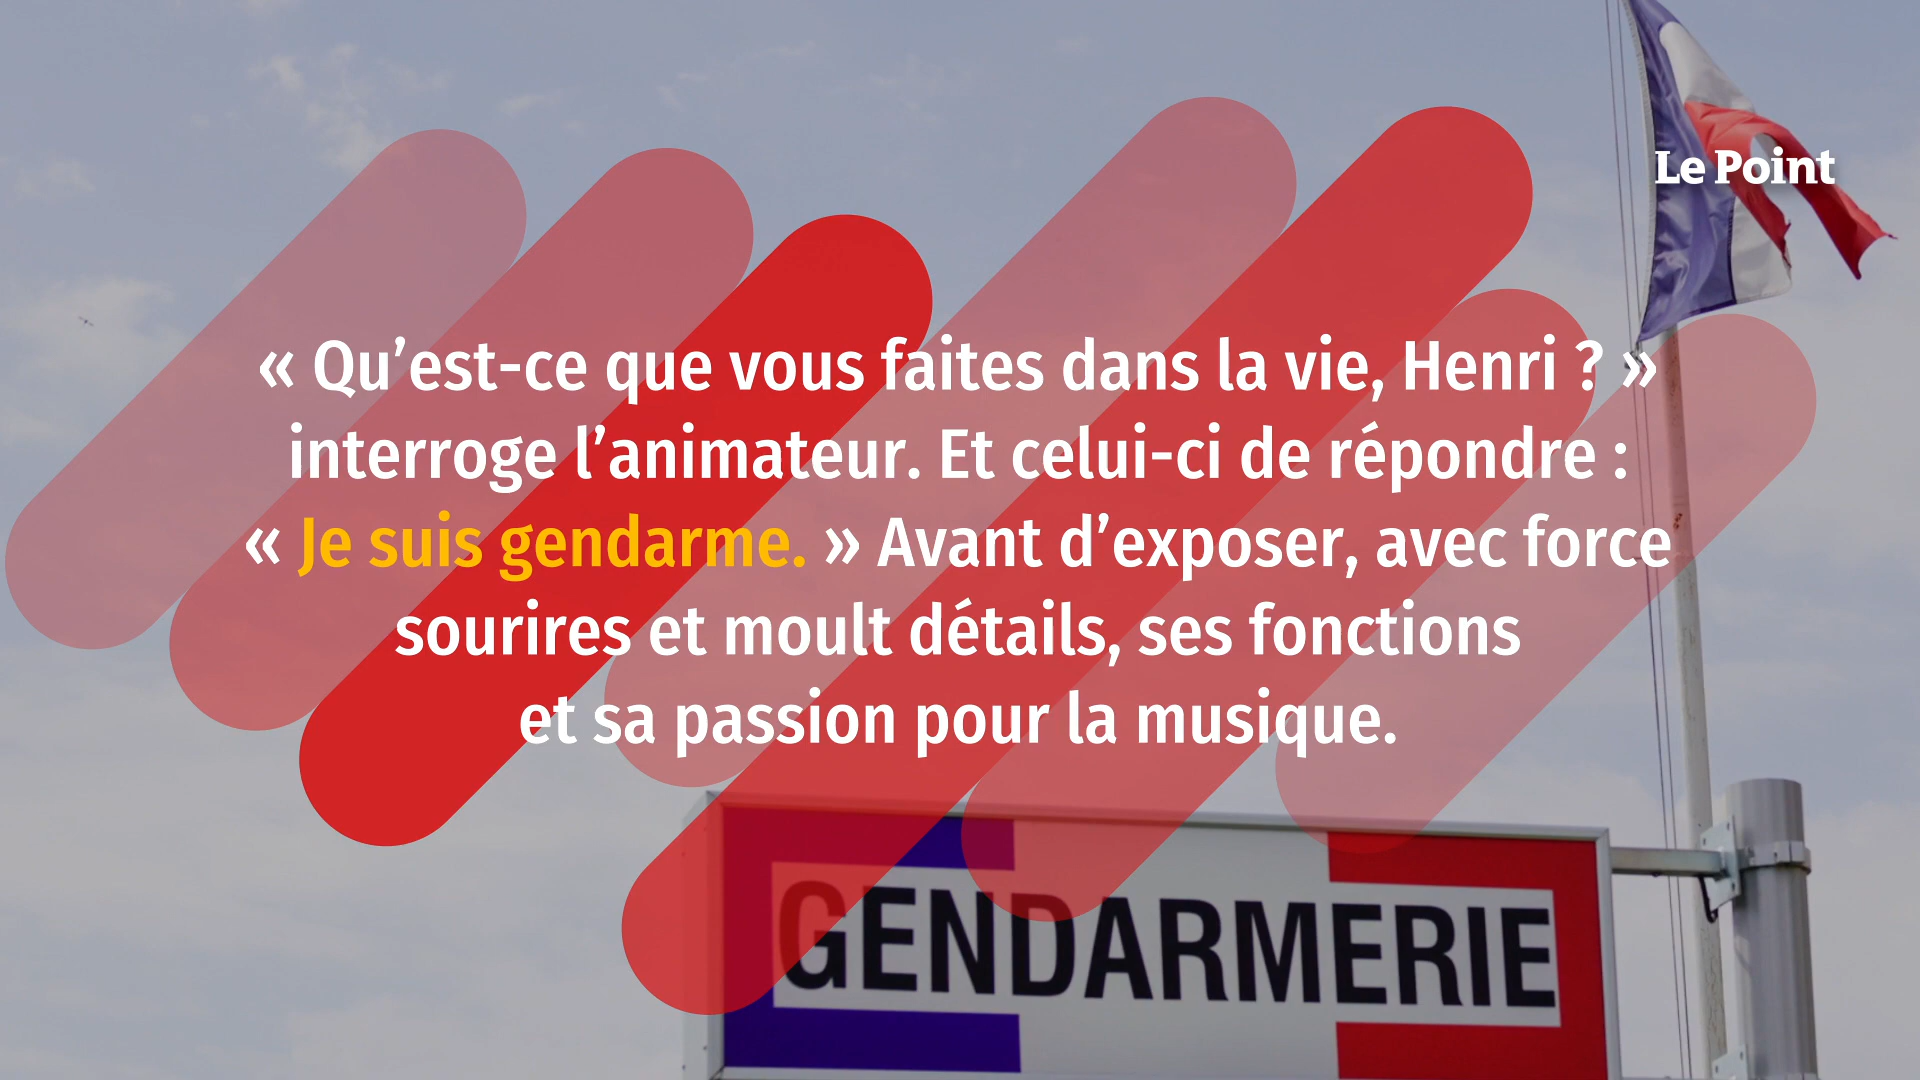 Le Point
« Qu’est-ce que vous faites dans la vie, Henri ? »
interroge l’animateur. Et celui-ci de répondre :
« Je suis gendarme. » Avant d’exposer, avec force
sourires et moult détails, ses fonctions
et sa passion pour la musique.
GENDARMERIE